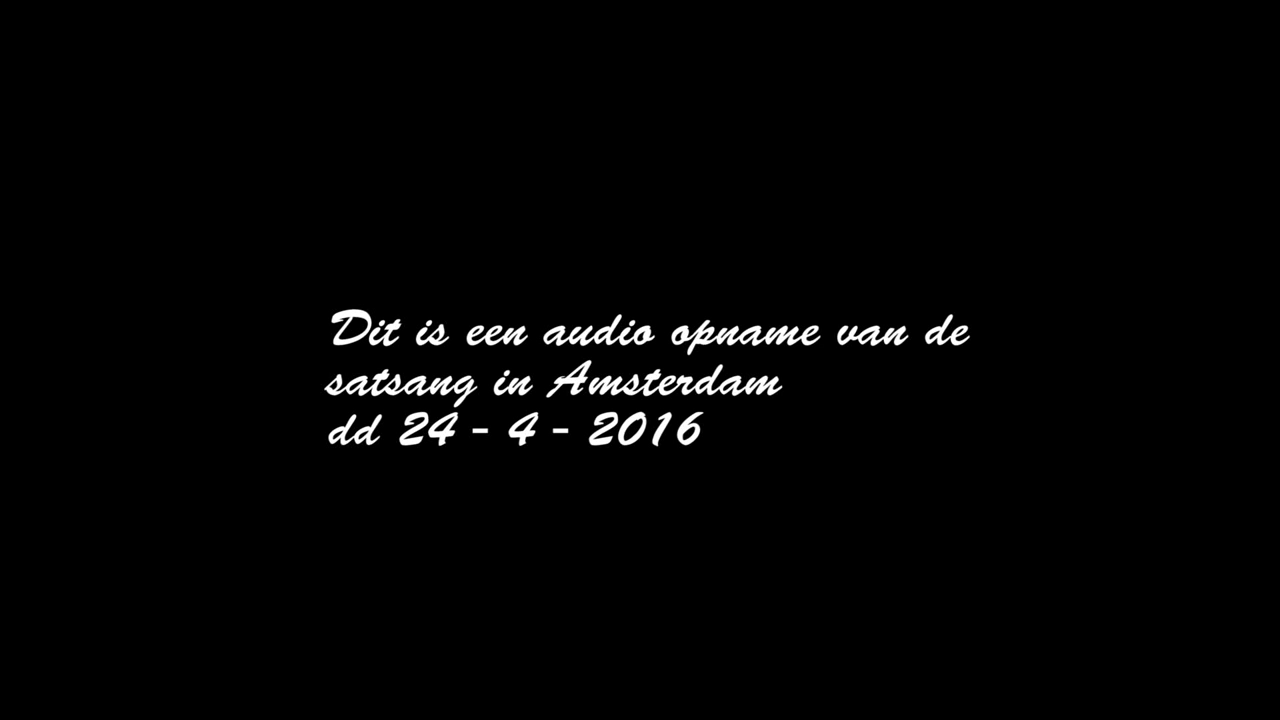 Dit is een audio opname van de
satsang in Amsterdam
dd 24 - 4 - 2016